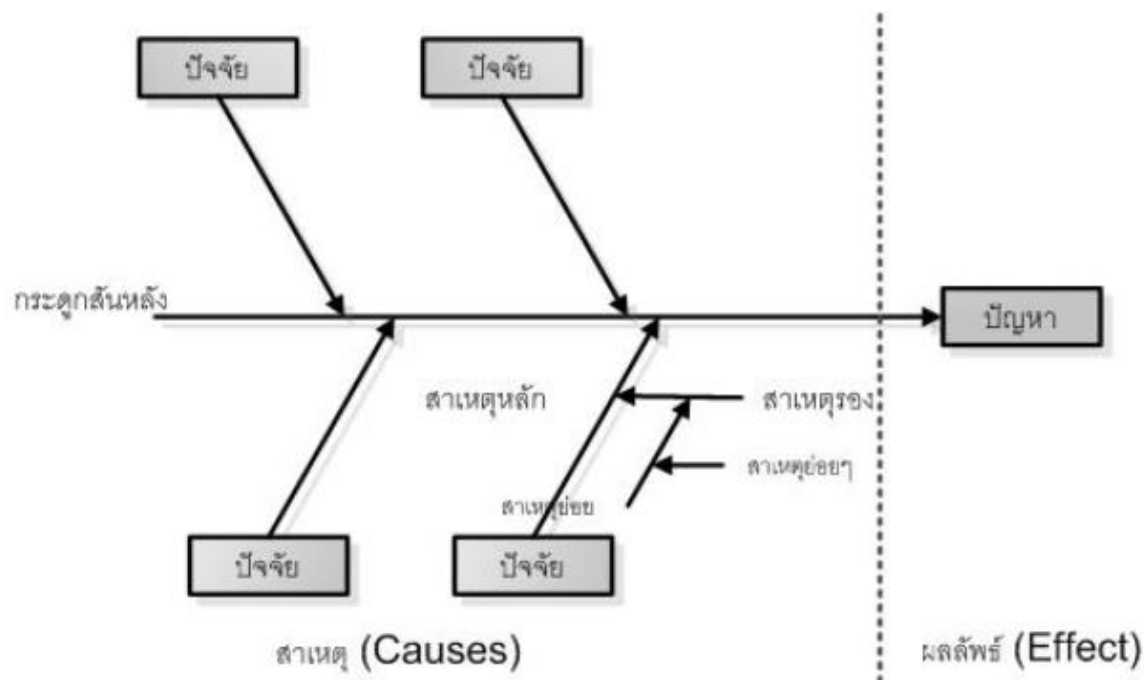 ปัจจัย
ปัจจัย
กระดูกสันหลัง
ปัญหา
สาเหตุหลัก
สาเหตุรอง
สาเหตุย่อยๆ
สาเหตุย่อย
ปัจจัย
ปัจจัย
สาเหตุ (Causes)
ผลลัพธ์ (Effect)